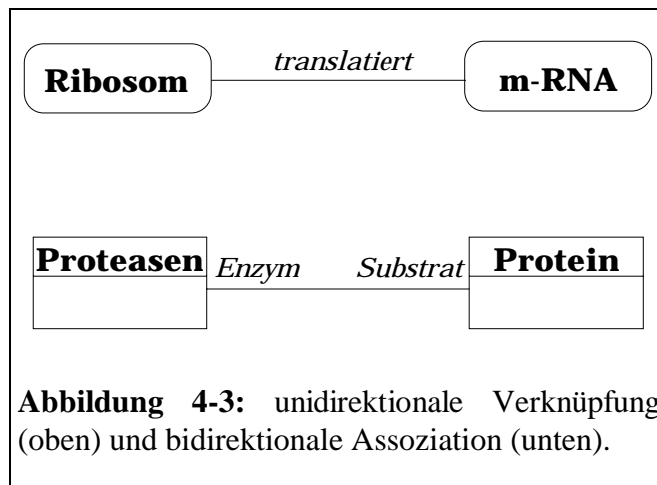 translatiert
Ribosom m-RNA
Proteasen Enzym Substrat Protein
Abbildung 4-3: unidirektionale Verknüpfung
(oben) und bidirektionale Assoziation (unten).